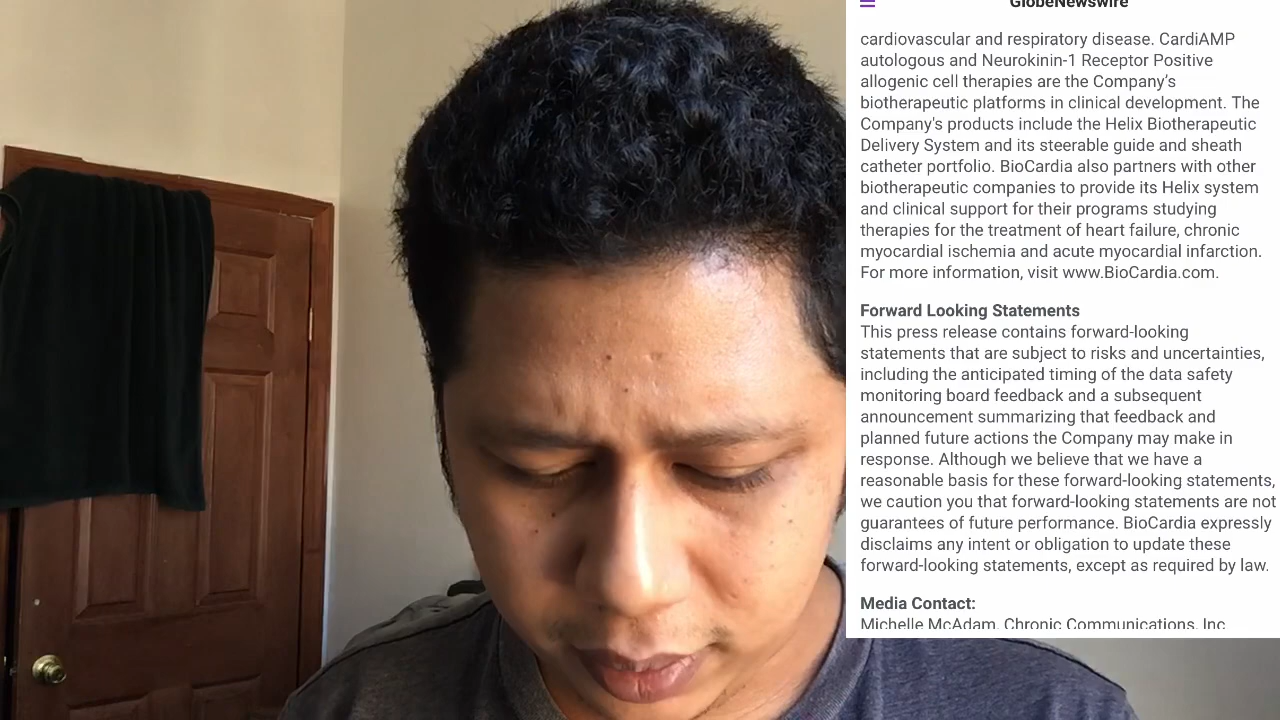 GlobeNewswire
cardiovascular and respiratory disease. CardiAMP
autologous and Neurokinin-1 Receptor Positive
allogenic cell therapies are the Company’s
biotherapeutic platforms in clinical development. The
Company's products include the Helix Biotherapeutic
Delivery System and its steerable guide and sheath
catheter portfolio. BioCardia also partners with other
biotherapeutic companies to provide its Helix system
and clinical support for their programs studying
therapies for the treatment of heart failure, chronic
myocardial ischemia and acute myocardial infarction.
For more information, visit www.BioCardia.com.
Forward Looking Statements
This press release contains forward-looking
statements that are subject to risks and uncertainties,
including the anticipated timing of the data safety
monitoring board feedback and a subsequent
announcement summarizing that feedback and
planned future actions the Company may make in
response. Although we believe that we have a
reasonable basis for these forward-looking statements,
we caution you that forward-looking statements are not
guarantees of future performance. BioCardia expressly
disclaims any intent or obligation to update these
forward-looking statements, except as required by law.
Media Contact:
Michelle McAdam, Chronic Communications, Inc